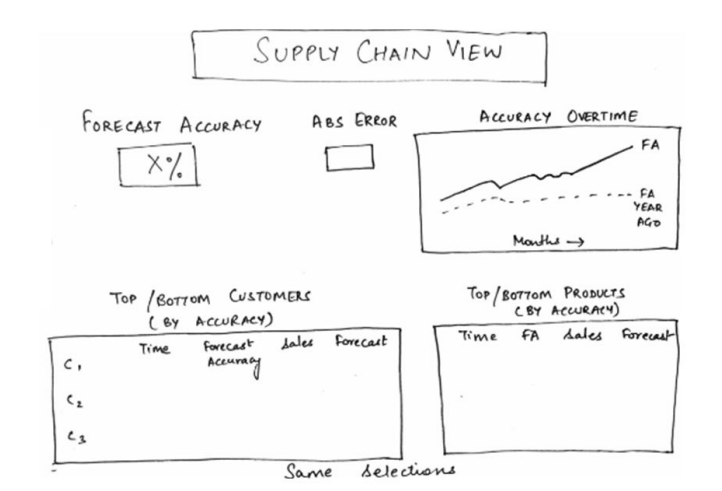 SUPPLY CHAIN VIEW
FORECAST ACCURACY
X%
ABS ERROR
ACCURACY OVERTIME
FA
FA
YEAR
AGO
Months →
TOP/BOTTOM CUSTOMERS
(BY ACCURACY)
Time Forecast Sales Forecast
Accuracy
C1
C2
C3
TOP/BOTTOM PRODUCTS
(BY ACCURACY)
Time FA Sales Forecast
Same selections